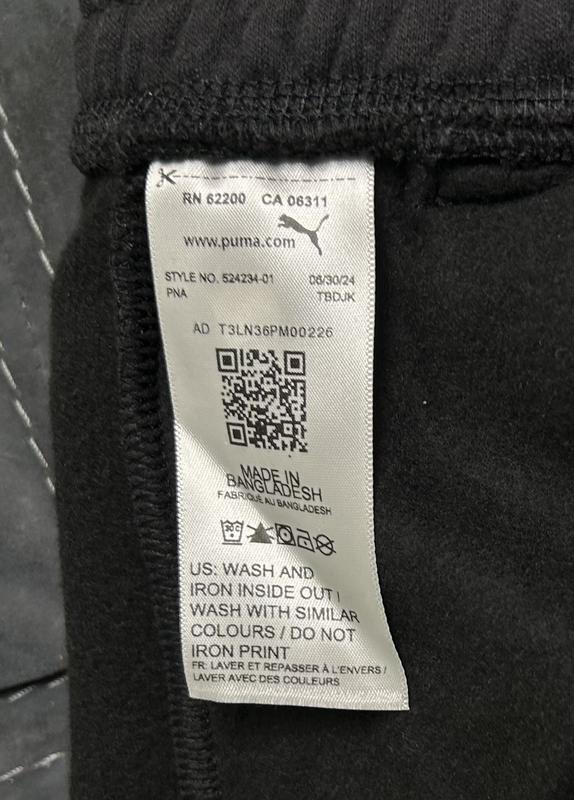 RN 62200 CA 06311
www.puma.com
STYLE NO. 524234-01 06/30/24
PNA TBDJK
AD T3LN36PM00226
MADE IN
BANGLADESH
FABRIQUÉ AU BANGLADESH
30°C
US: WASH AND
IRON INSIDE OUT /
WASH WITH SIMILAR
COLOURS / DO NOT
IRON PRINT
FR: LAVER ET REPASSER À L'ENVERS /
LAVER AVEC DES COULEURS